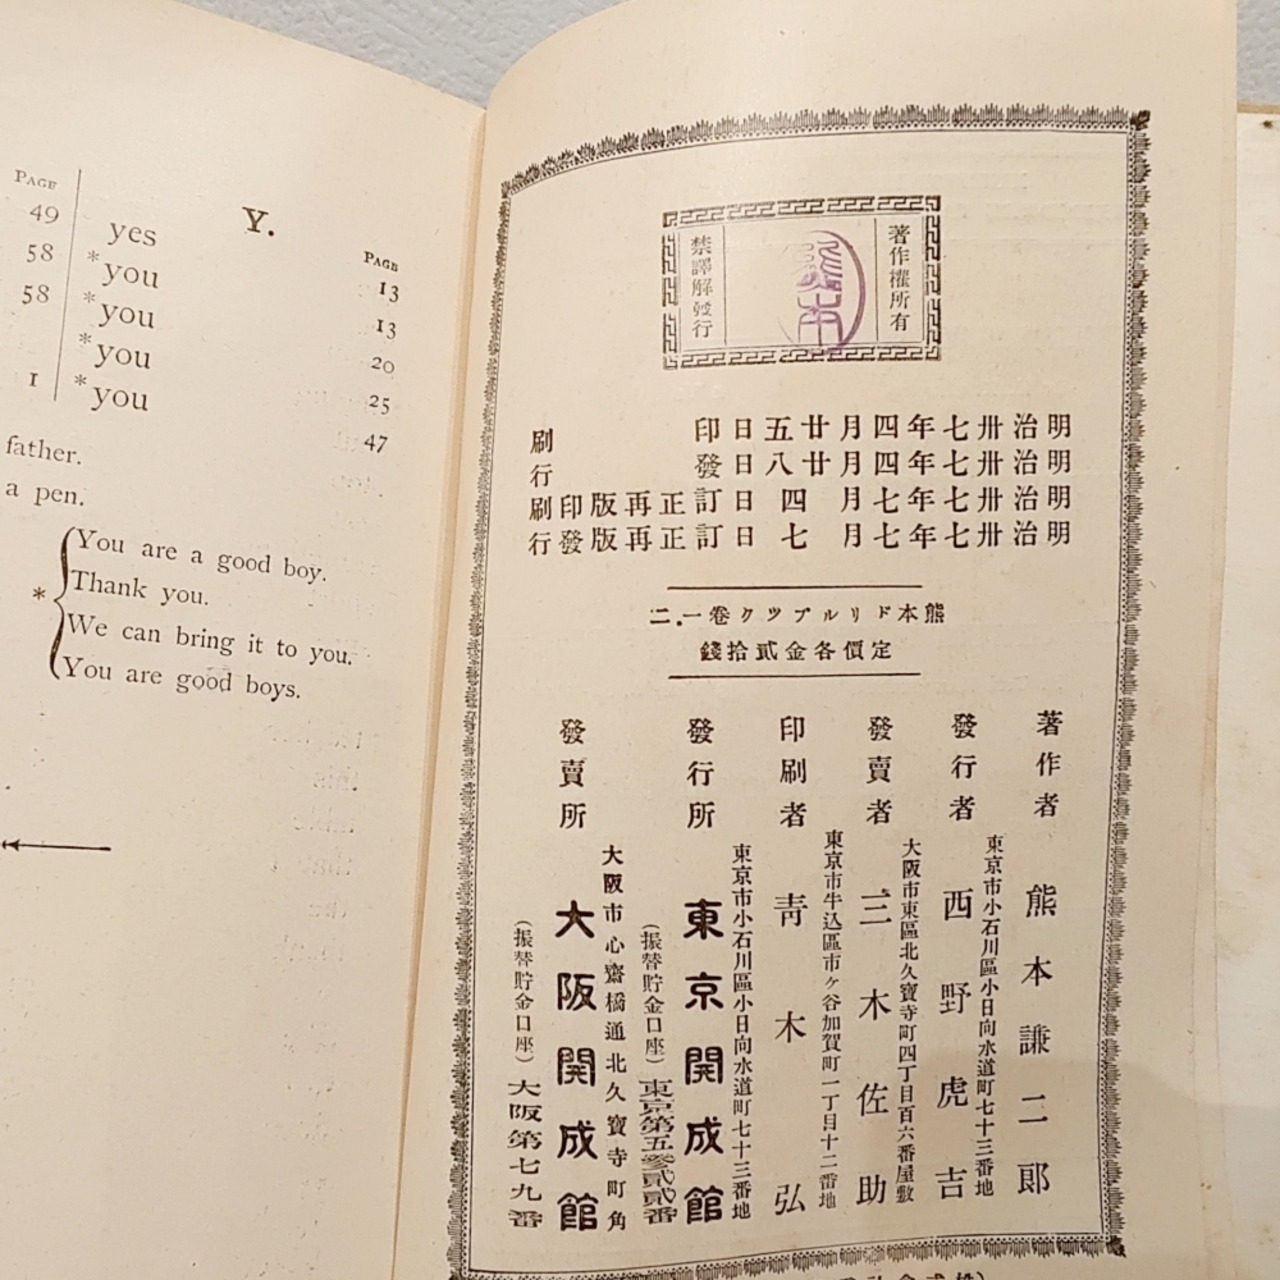 PAGE
49
58
58
1
Y.
PAGE
yes 13
*you 13
*you 20
*you 25
*you 47
father.
a pen.
*
You are a good boy.
Thank you.
We can bring it to you.
You are good boys.
著作權所有
禁譯解發行
明治卅七年四月廿五日印刷
明治卅七年四月廿八日發行
明治卅七年七月四日訂正再版印刷
明治卅七年七月七日訂正再版發行
熊本ドリルブック卷一.二
定價各金貳拾錢
著作者 熊本謙二郎
東京市小石川區小日向水道町七十三番地
發行者 西野虎吉
大阪市東區北久寶寺町四丁目百六番屋敷
發賣者 三木佐助
東京市牛込區市ヶ谷加賀町一丁目十二番地
印刷者 靑木弘
東京市小石川區小日向水道町七十三番地
發行所 東京開成館
(振替貯金口座)東京第五參貳貳番
大阪市心齋橋通北久寶寺町角
發賣所 大阪開成館
(振替貯金口座)大阪第七九番